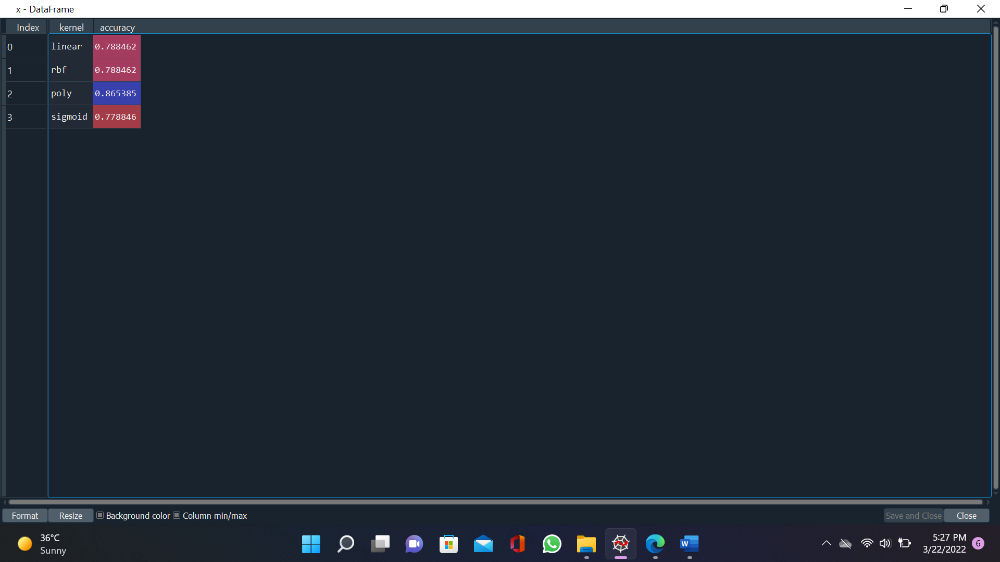 x - DataFrame
Index kernel accuracy
0 linear 0.788462
1 rbf 0.788462
2 poly 0.865385
3 sigmoid 0.778846
Format Resize Background color Column min/max Save and Close Close
36°C
Sunny
W
5:27 PM
3/22/2022
6